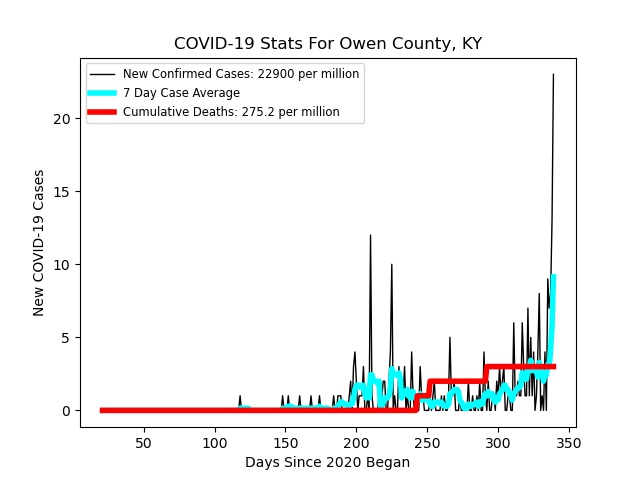 COVID-19 Stats For Owen County, KY
New Confirmed Cases: 22900 per million
7 Day Case Average
Cumulative Deaths: 275.2 per million
New COVID-19 Cases
20
15
10
5
0
50 100 150 200 250 300 350
Days Since 2020 Began